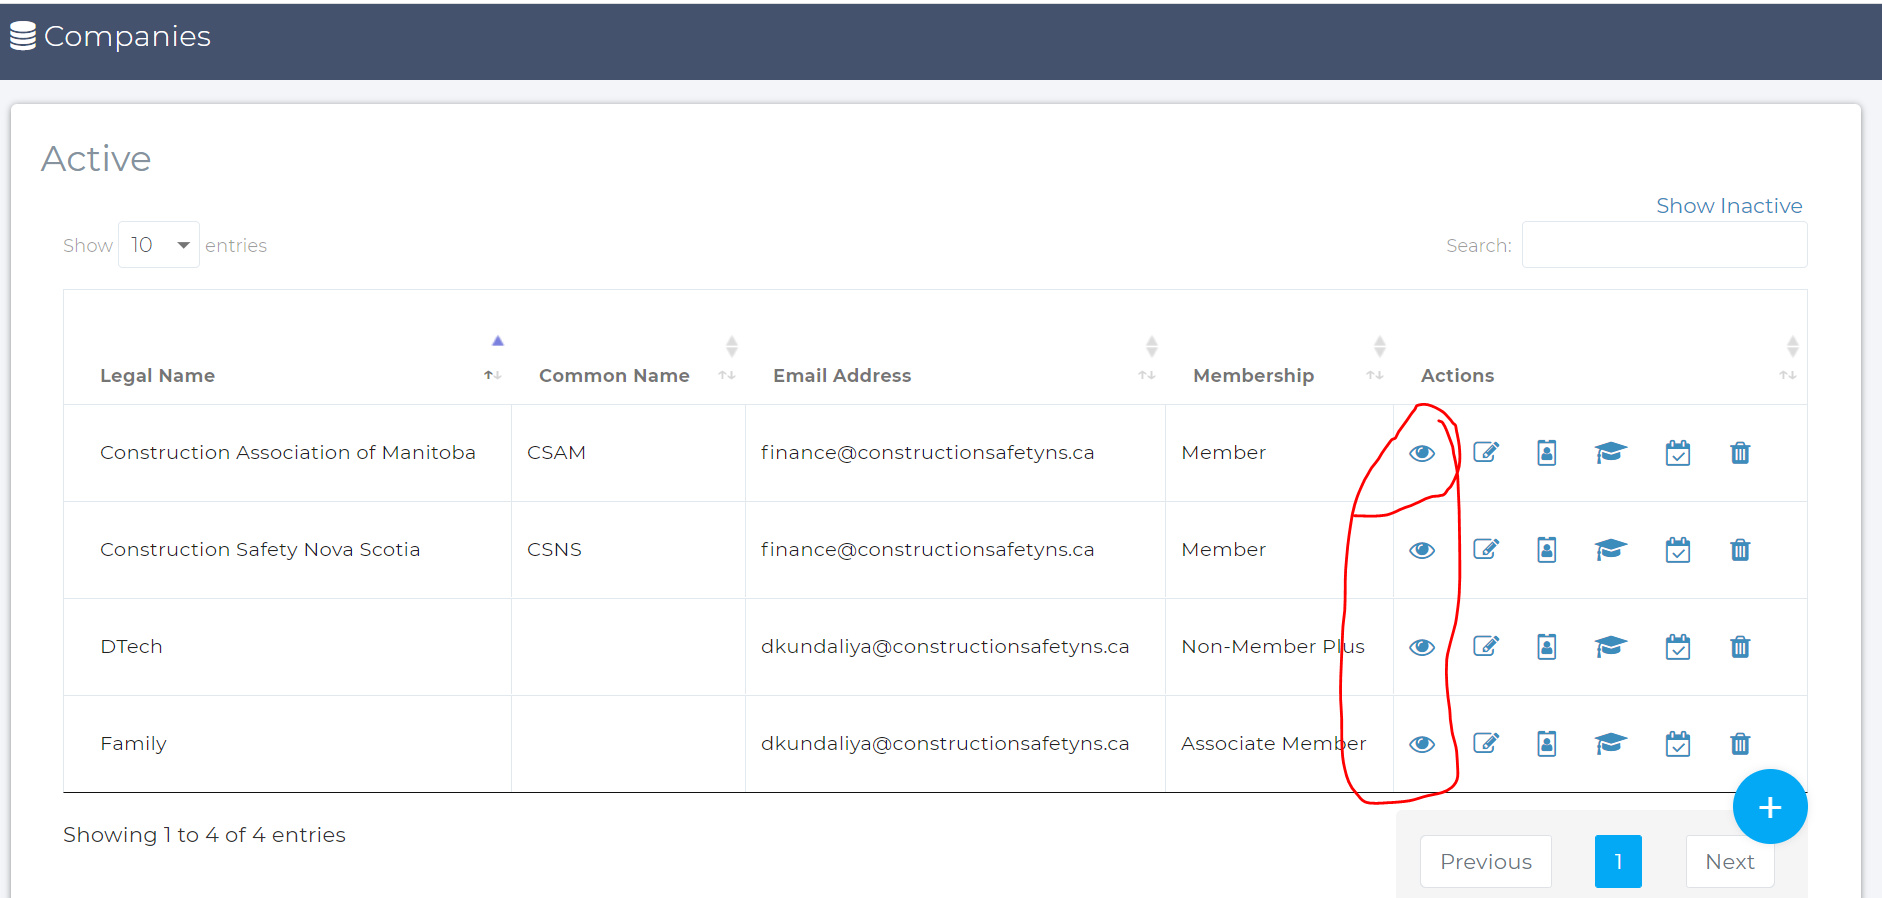 Companies
Active
Show Inactive
Show 10 entries
Search:
Legal Name Common Name Email Address Membership Actions
Construction Association of Manitoba CSAM finance@constructionsafetyns.ca Member
Construction Safety Nova Scotia CSNS finance@constructionsafetyns.ca Member
DTech dkundaliya@constructionsafetyns.ca Non-Member Plus
Family dkundaliya@constructionsafetyns.ca Associate Member
+
Showing 1 to 4 of 4 entries
Previous 1 Next